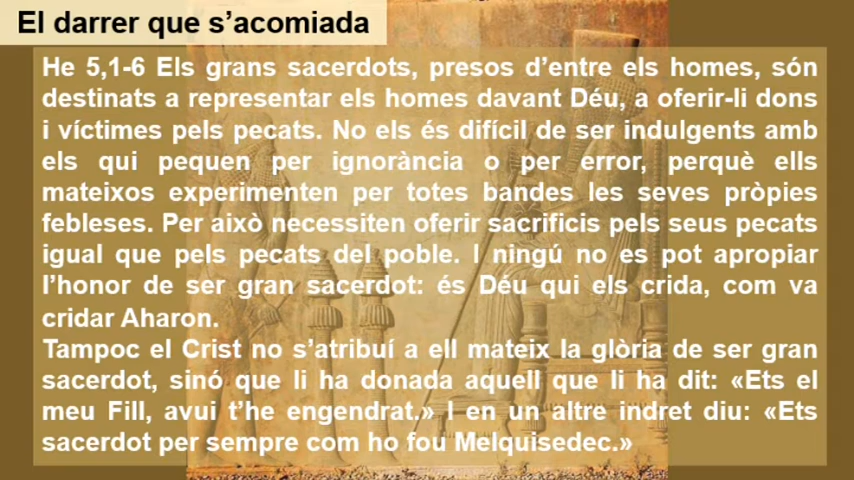 El darrer que s’acomiada
He 5,1-6 Els grans sacerdots, presos d’entre els homes, són
destinats a representar els homes davant Déu, a oferir-li dons
i víctimes pels pecats. No els és difícil de ser indulgents amb
els qui pequen per ignorància o per error, perquè ells
mateixos experimenten per totes bandes les seves pròpies
febleses. Per això necessiten oferir sacrificis pels seus pecats
igual que pels pecats del poble. I ningú no es pot apropiar
l’honor de ser gran sacerdot: és Déu qui els crida, com va
cridar Aharon.
Tampoc el Crist no s’atribuí a ell mateix la glòria de ser gran
sacerdot, sinó que li ha donada aquell que li ha dit: «Ets el
meu Fill, avui t’he engendrat.» I en un altre indret diu: «Ets
sacerdot per sempre com ho fou Melquisedec.»